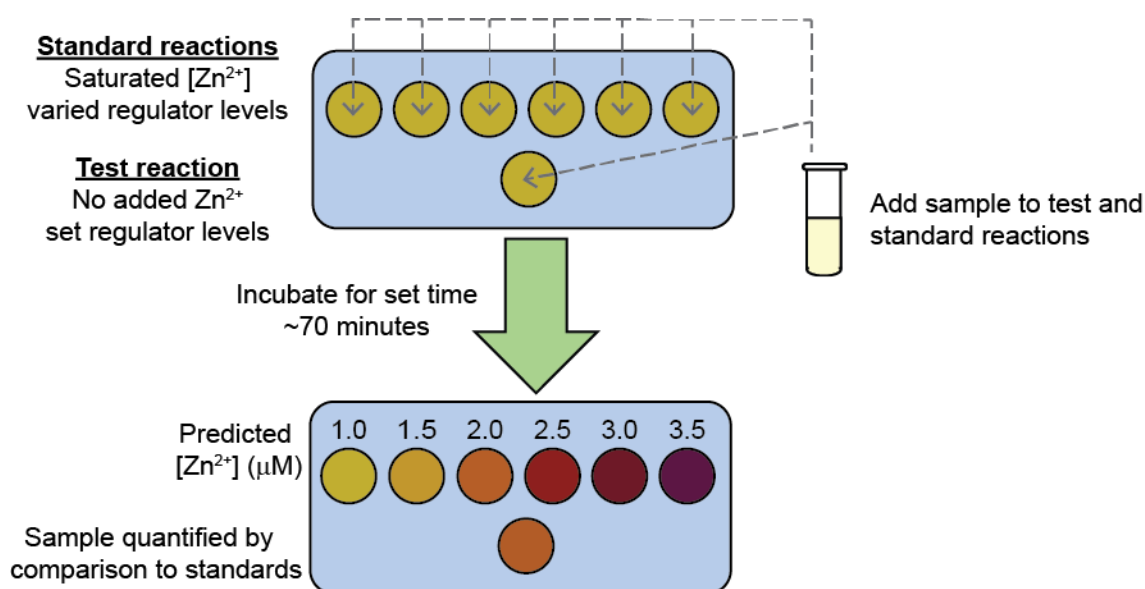 Standard reactions
Saturated [Zn²⁺]
varied regulator levels
Test reaction
No added Zn²⁺
set regulator levels
Add sample to test and
standard reactions
Incubate for set time
~70 minutes
Predicted
[Zn²⁺] (μM)
1.0 1.5 2.0 2.5 3.0 3.5
Sample quantified by
comparison to standards